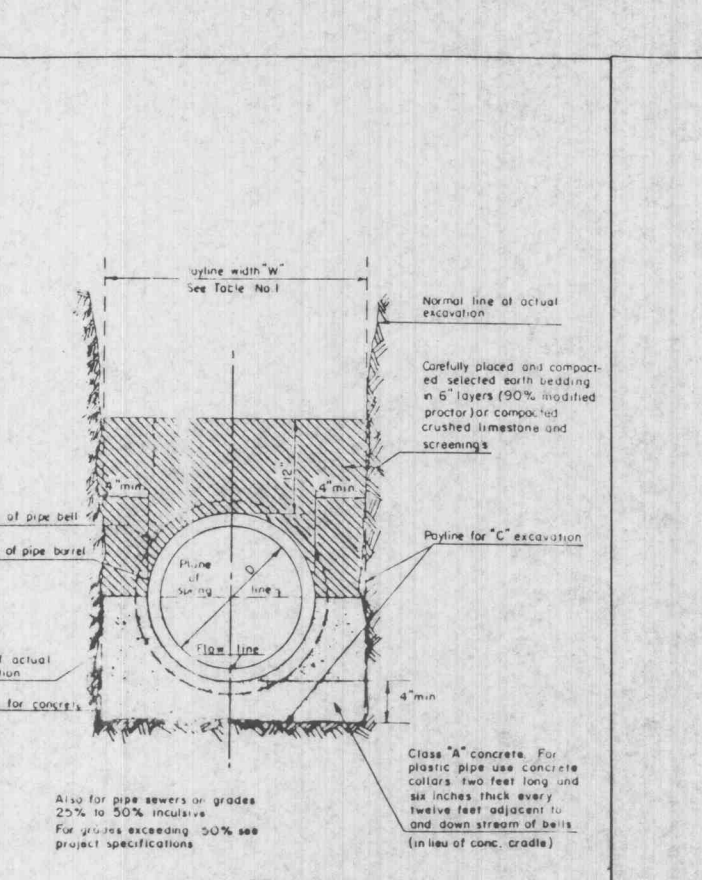 ayline width "W"
See Table No.1
Normal line of actual
excavation
Carefully placed and compact-
ed selected earth bedding
in 6" layers (90% modified
proctor) or compacted
crushed limestone and
screenings
12"
4" min.
4" min.
of pipe bell
of pipe barrel
Payline for "C" excavation
Plane
of
spring line
D
Flow line
actual
tion
for concrete
4" min
Class "A" concrete. For
plastic pipe use concrete
collars two feet long and
six inches thick every
twelve feet adjacent to
and down stream of bells
(in lieu of conc. cradle)
Also for pipe sewers on grades
25% to 50% inculsive
For grades exceeding 50% see
project specifications